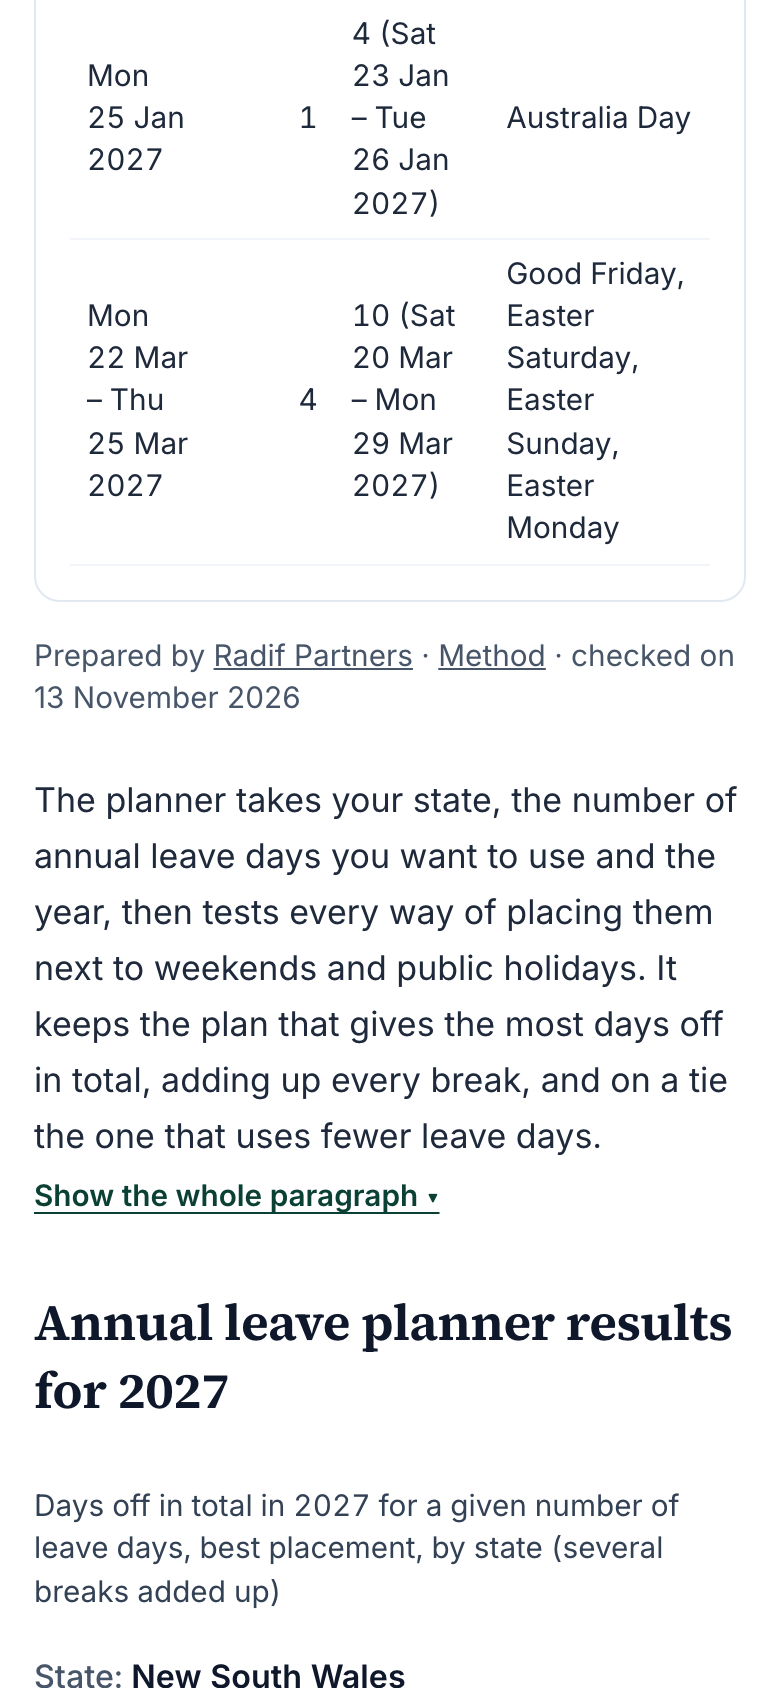 4 (Sat
Mon 23 Jan
25 Jan 1 – Tue Australia Day
2027 26 Jan
2027)
Good Friday,
Mon 10 (Sat Easter
22 Mar 20 Mar Saturday,
– Thu 4 – Mon Easter
25 Mar 29 Mar Sunday,
2027 2027) Easter
Monday
Prepared by Radif Partners · Method · checked on
13 November 2026
The planner takes your state, the number of
annual leave days you want to use and the
year, then tests every way of placing them
next to weekends and public holidays. It
keeps the plan that gives the most days off
in total, adding up every break, and on a tie
the one that uses fewer leave days.
Show the whole paragraph ▾
Annual leave planner results
for 2027
Days off in total in 2027 for a given number of
leave days, best placement, by state (several
breaks added up)
State: New South Wales